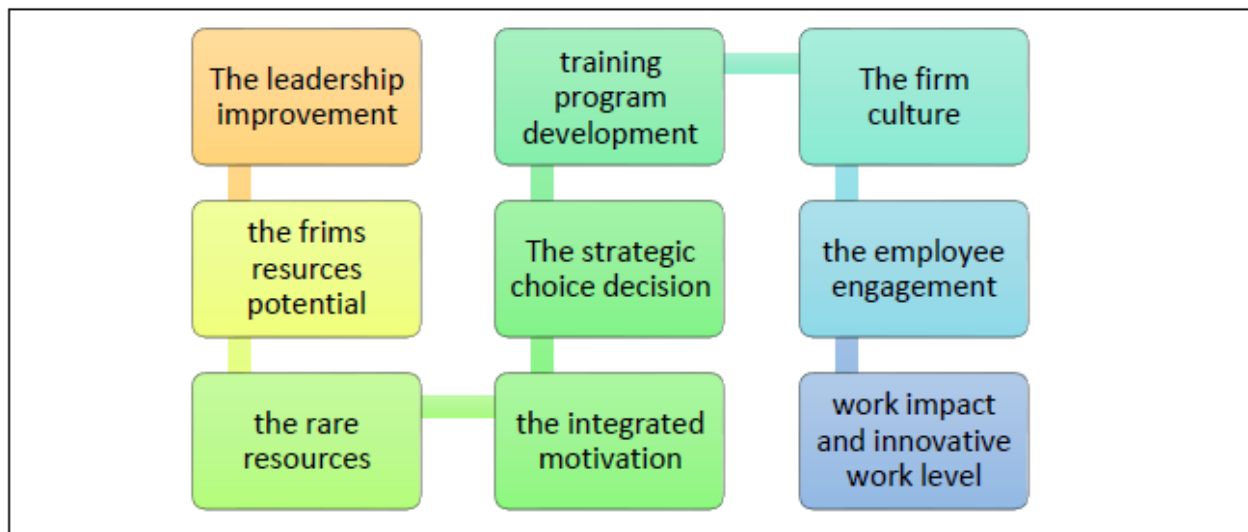 The leadership
improvement
the frims
resurces
potential
the rare
resources
the integrated
motivation
The strategic
choice decision
training
program
development
The firm
culture
the employee
engagement
work impact
and innovative
work level